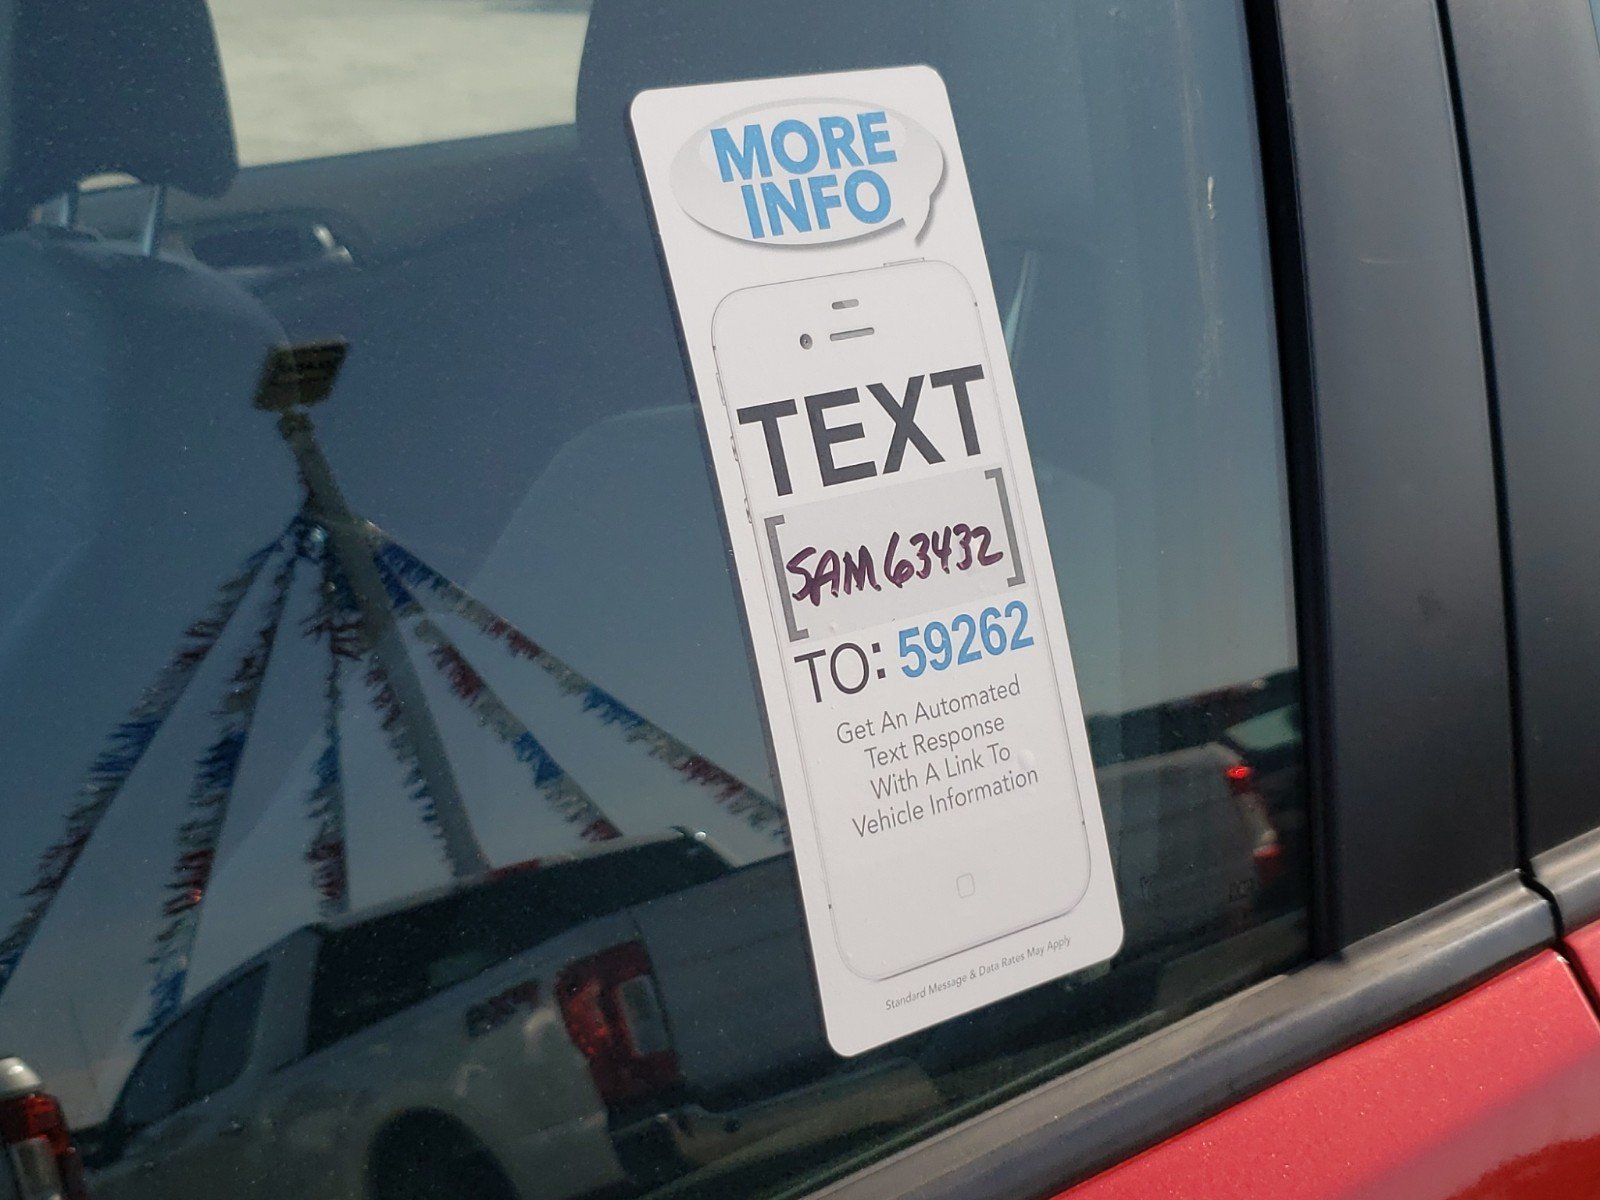 MORE
INFO
TEXT
[SAM63432]
TO: 59262
Get An Automated
Text Response
With A Link To
Vehicle Information
Standard Message & Data Rates May Apply